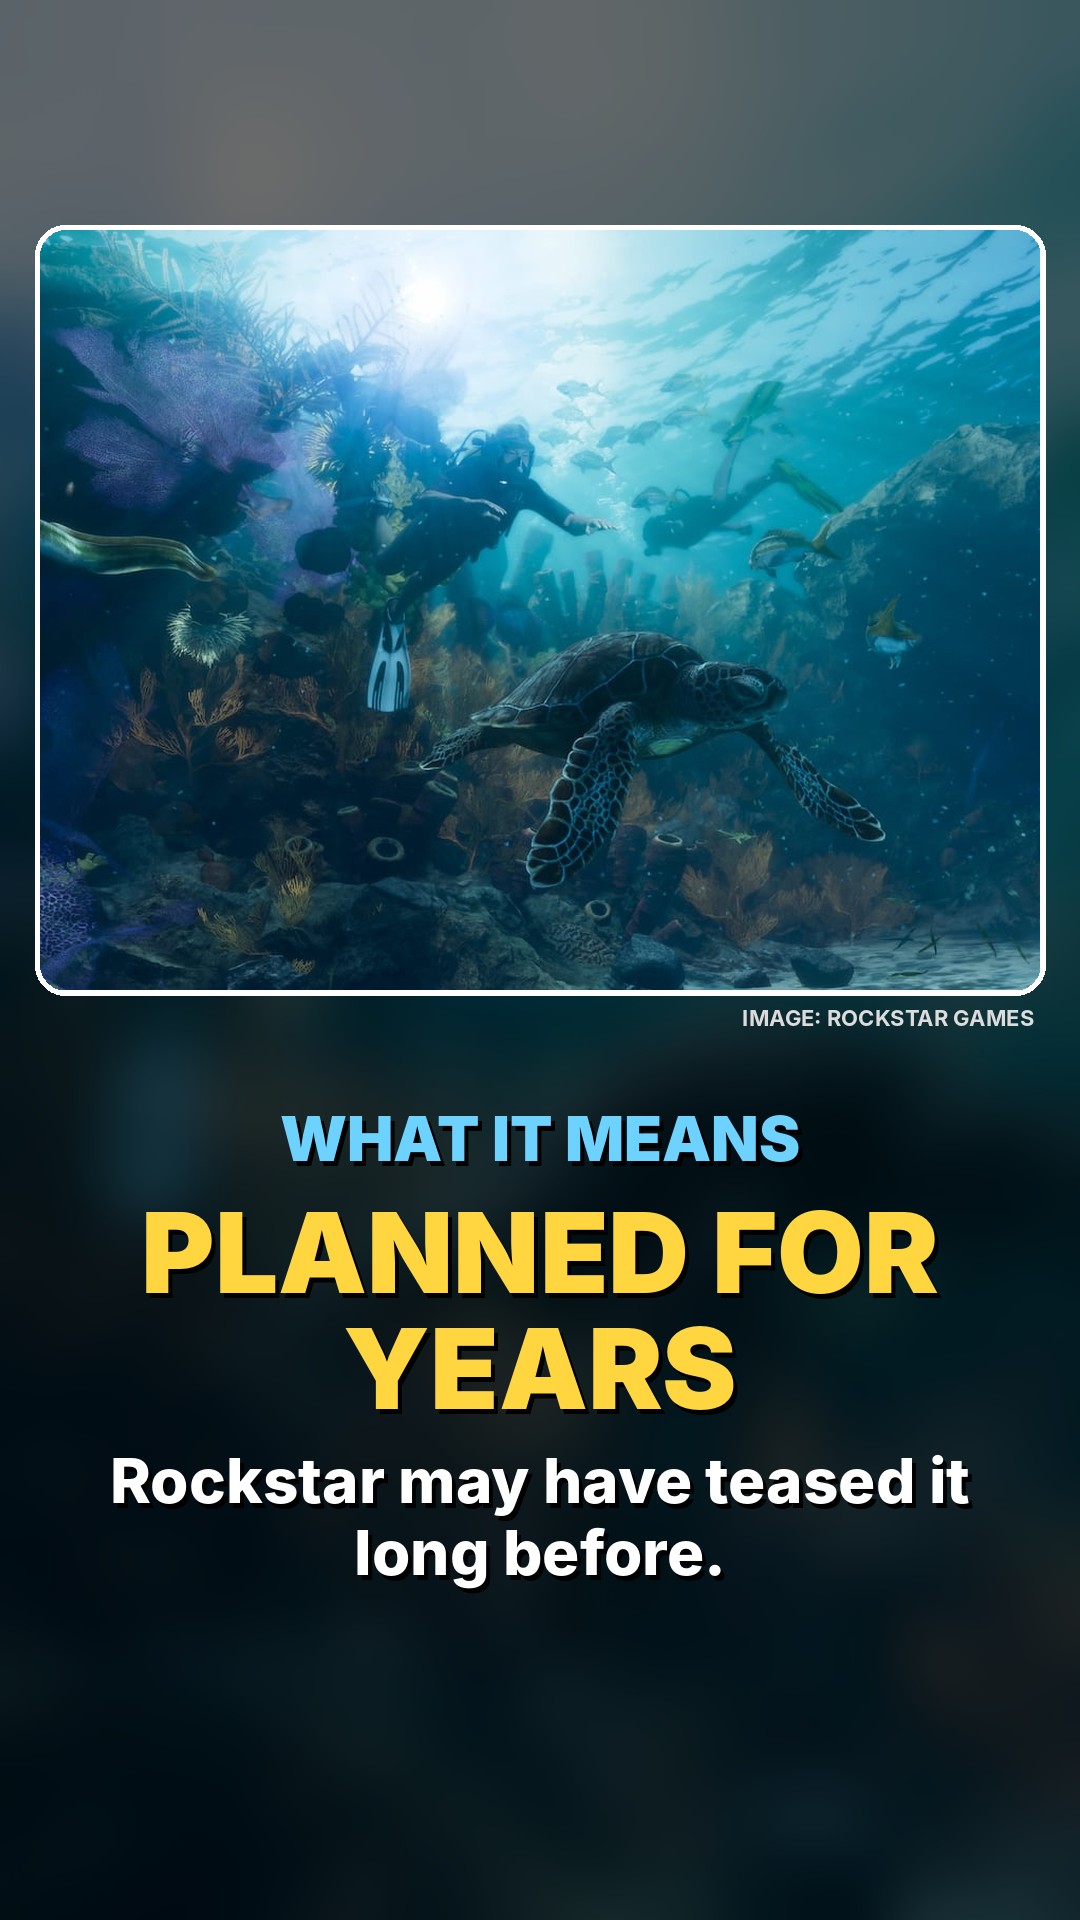 IMAGE: ROCKSTAR GAMES
WHAT IT MEANS
PLANNED FOR
YEARS
Rockstar may have teased it
long before.